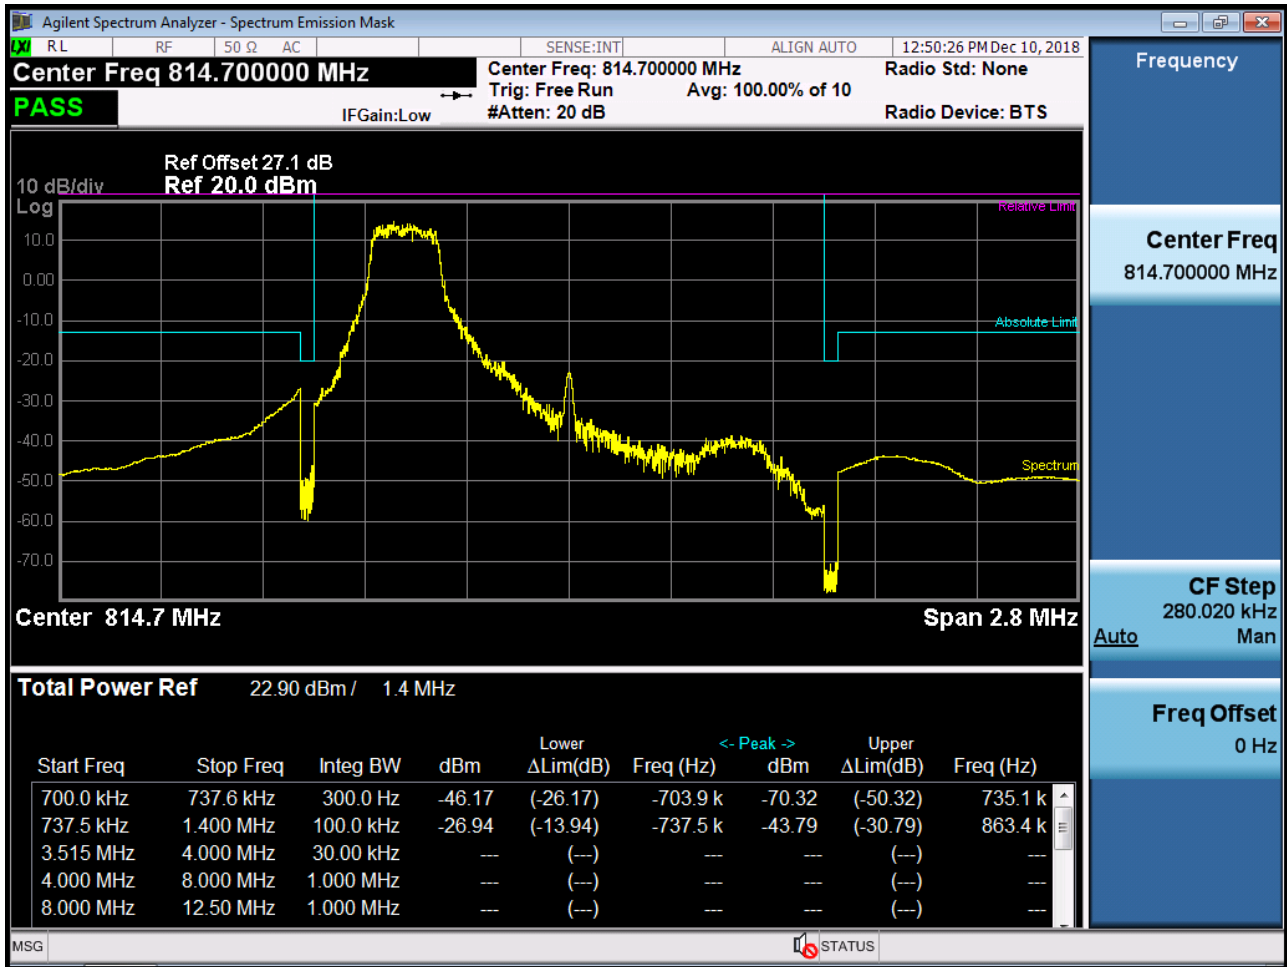 Agilent Spectrum Analyzer - Spectrum Emission Mask
LXI RL RF 50 Ω AC SENSE:INT ALIGN AUTO 12:50:26 PM Dec 10, 2018
Center Freq 814.700000 MHz
PASS
IFGain:Low
Center Freq: 814.700000 MHz
Trig: Free Run Avg: 100.00% of 10
#Atten: 20 dB
Radio Std: None
Radio Device: BTS
Ref Offset 27.1 dB
10 dB/div Ref 20.0 dBm
Log
Relative Limit
10.0
0.00
-10.0
Absolute Limit
-20.0
-30.0
-40.0
Spectrum
-50.0
-60.0
-70.0
Center 814.7 MHz Span 2.8 MHz
Total Power Ref 22.90 dBm / 1.4 MHz
Lower <- Peak -> Upper
Start Freq Stop Freq Integ BW dBm ΔLim(dB) Freq (Hz) dBm ΔLim(dB) Freq (Hz)
700.0 kHz 737.6 kHz 300.0 Hz -46.17 (-26.17) -703.9 k -70.32 (-50.32) 735.1 k
737.5 kHz 1.400 MHz 100.0 kHz -26.94 (-13.94) -737.5 k -43.79 (-30.79) 863.4 k
3.515 MHz 4.000 MHz 30.00 kHz --- (---) --- --- (---) ---
4.000 MHz 8.000 MHz 1.000 MHz --- (---) --- --- (---) ---
8.000 MHz 12.50 MHz 1.000 MHz --- (---) --- --- (---) ---
MSG STATUS
Frequency
Center Freq
814.700000 MHz
CF Step
280.020 kHz
Auto Man
Freq Offset
0 Hz